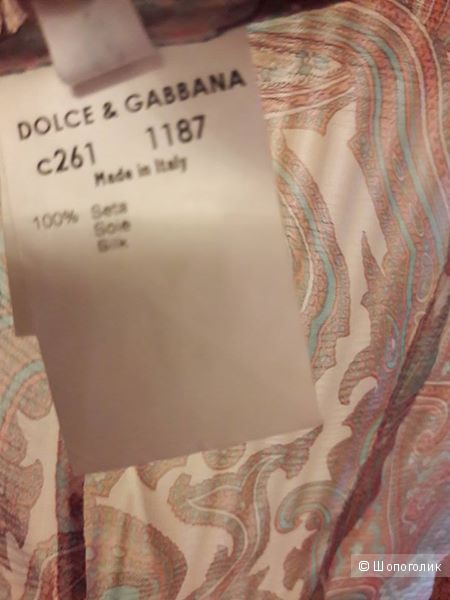 DOLCE & GABBANA
c261 1187
Made in Italy
100% Seta
Soie
Silk
© Шопоголик